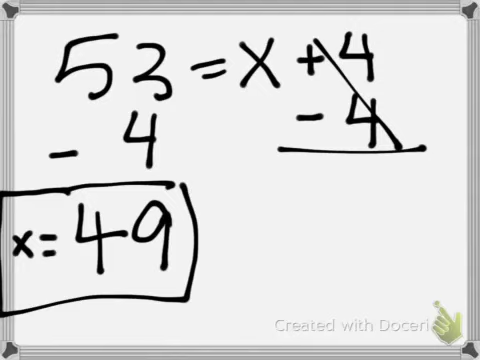 53 = x + 4
- 4 - 4
x = 49
Created with Doceri